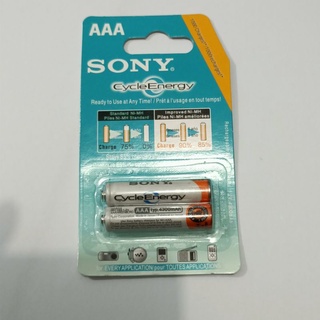 AAA
SONY
CycleEnergy
Ready to Use at Any Time! / Prêt à l'usage en tout temps!
Standard Ni-MH
Piles Ni-MH Standard
Improved Ni-MH
Piles Ni-MH améliorées
Charge 75% 0%
Charge 90% 85%
SONY
CycleEnergy
AAA
EVERY APPLICATION pour TOUTES APPLICATION